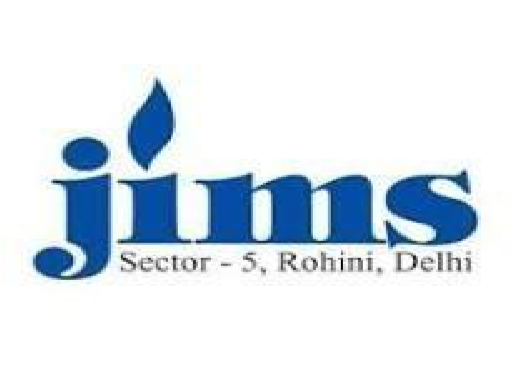 jims
Sector - 5, Rohini, Delhi